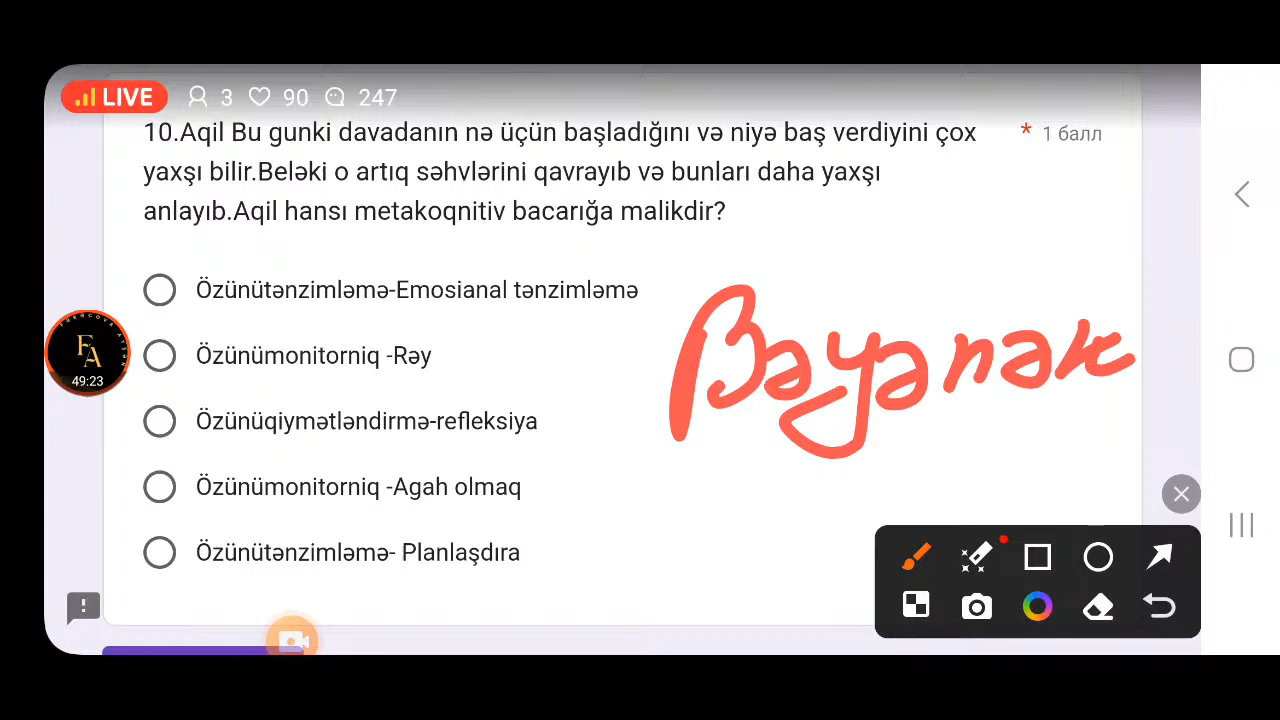 LIVE 3 90 247
10.Aqil Bu gunki davadanın nə üçün başladığını və niyə baş verdiyini çox
* 1 балл
yaxşı bilir.Beləki o artıq səhvlərini qavrayıb və bunları daha yaxşı
anlayıb.Aqil hansı metakoqnitiv bacarığa malikdir?
Özünütənzimləmə-Emosianal tənzimləmə
Özünümonitorniq -Rəy
Özünüqiymətləndirmə-refleksiya
Özünümonitorniq -Agah olmaq
Özünütənzimləmə- Planlaşdıra
Bəyənək
FA
49:23